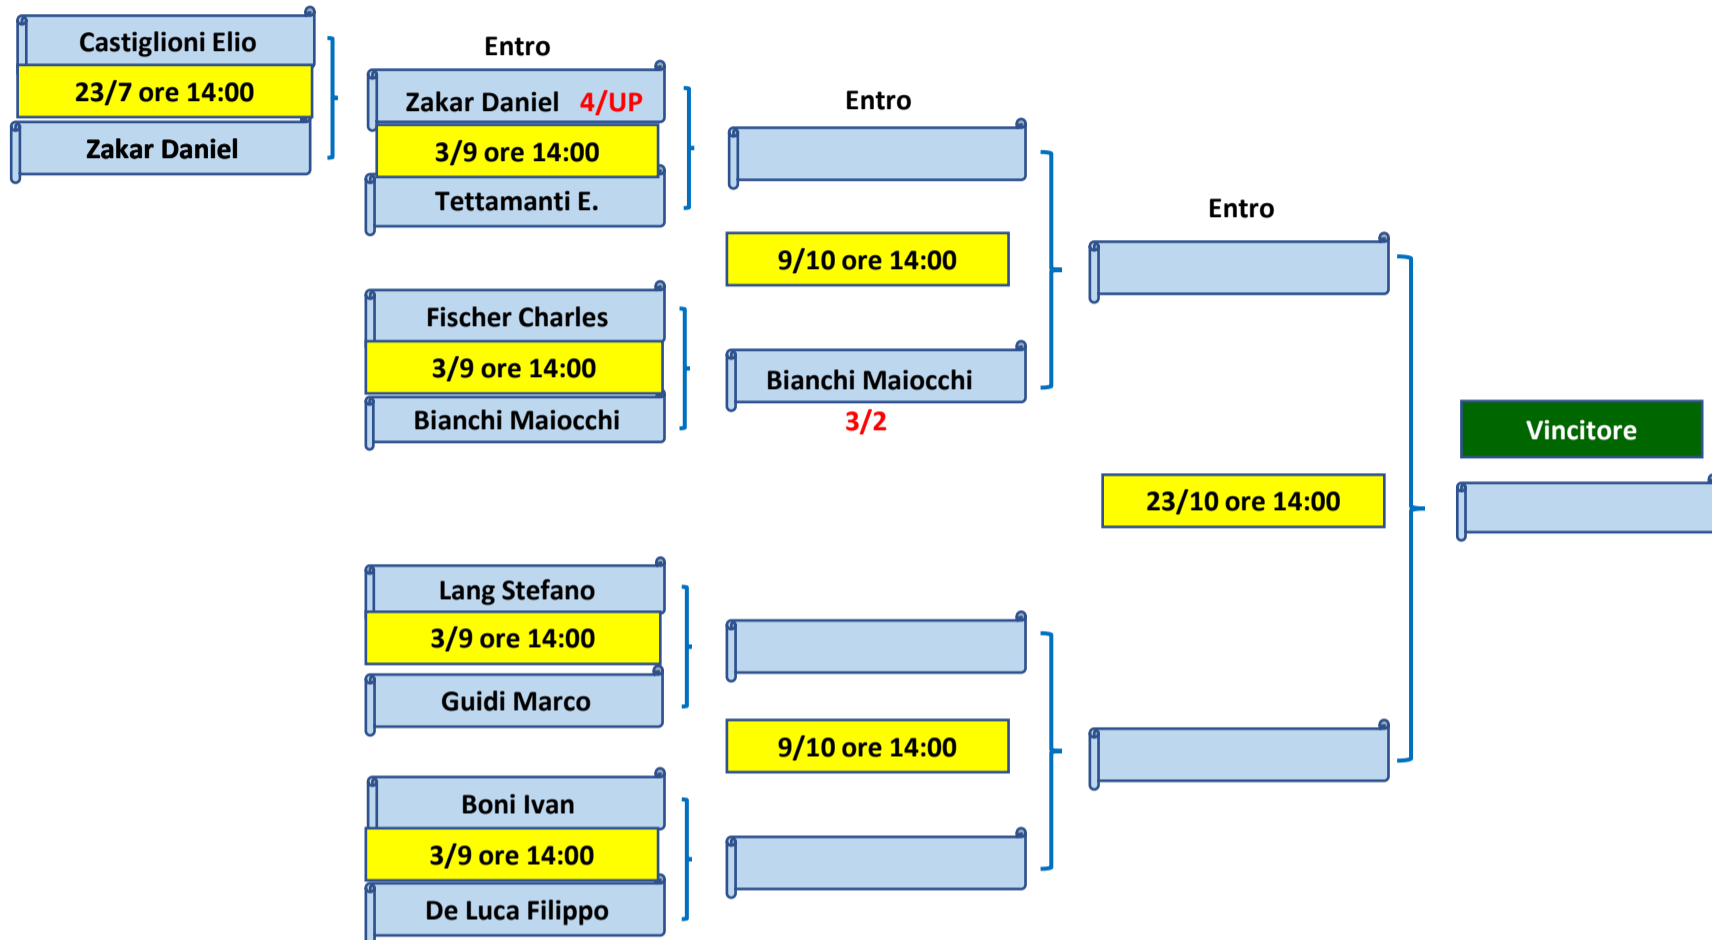 Castiglioni Elio
23/7 ore 14:00
Zakar Daniel
Entro
Zakar Daniel 4/UP
3/9 ore 14:00
Tettamanti E.
Fischer Charles
3/9 ore 14:00
Bianchi Maiocchi
Lang Stefano
3/9 ore 14:00
Guidi Marco
Boni Ivan
3/9 ore 14:00
De Luca Filippo
Entro
9/10 ore 14:00
Bianchi Maiocchi
3/2
9/10 ore 14:00
Entro
23/10 ore 14:00
Vincitore